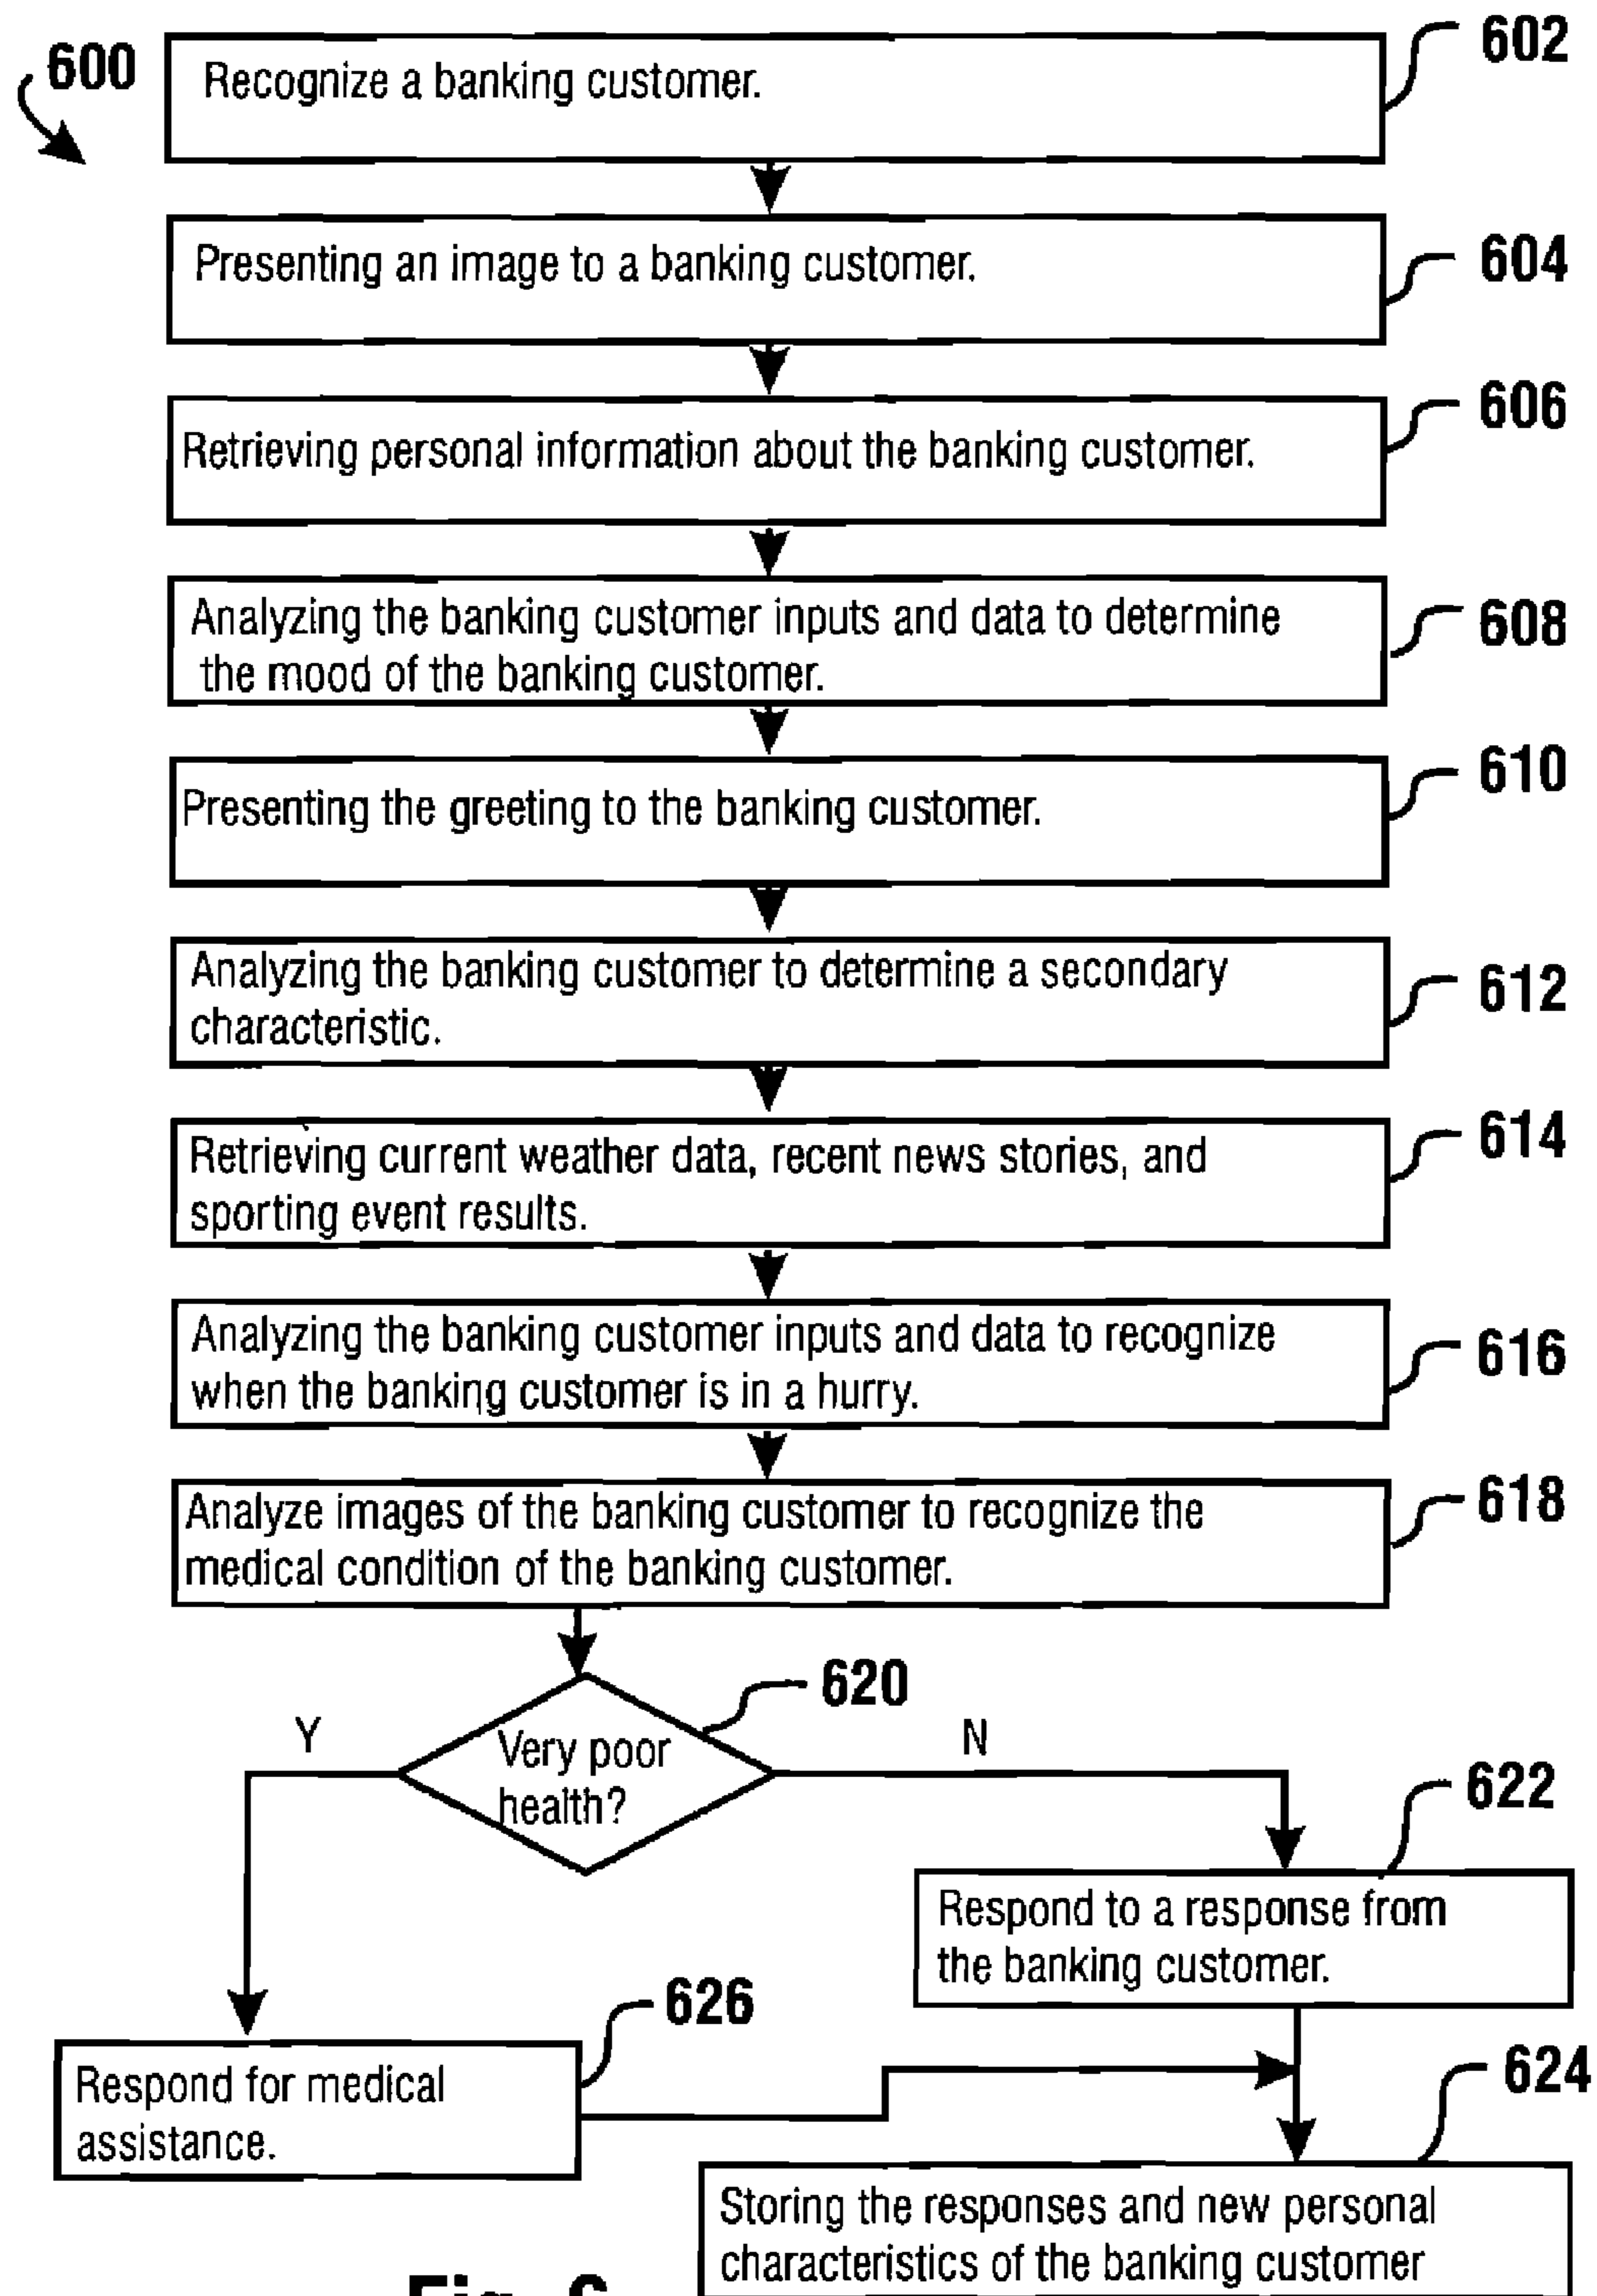 600
602
Recognize a banking customer.
604
Presenting an image to a banking customer.
606
Retrieving personal information about the banking customer.
608
Analyzing the banking customer inputs and data to determine
the mood of the banking customer.
610
Presenting the greeting to the banking customer.
612
Analyzing the banking customer to determine a secondary
characteristic.
614
Retrieving current weather data, recent news stories, and
sporting event results.
616
Analyzing the banking customer inputs and data to recognize
when the banking customer is in a hurry.
618
Analyze images of the banking customer to recognize the
medical condition of the banking customer.
620
Y
N
Very poor
health?
622
Respond to a response from
the banking customer.
626
Respond for medical
assistance.
624
Storing the responses and new personal
characteristics of the banking customer
Fig. 6